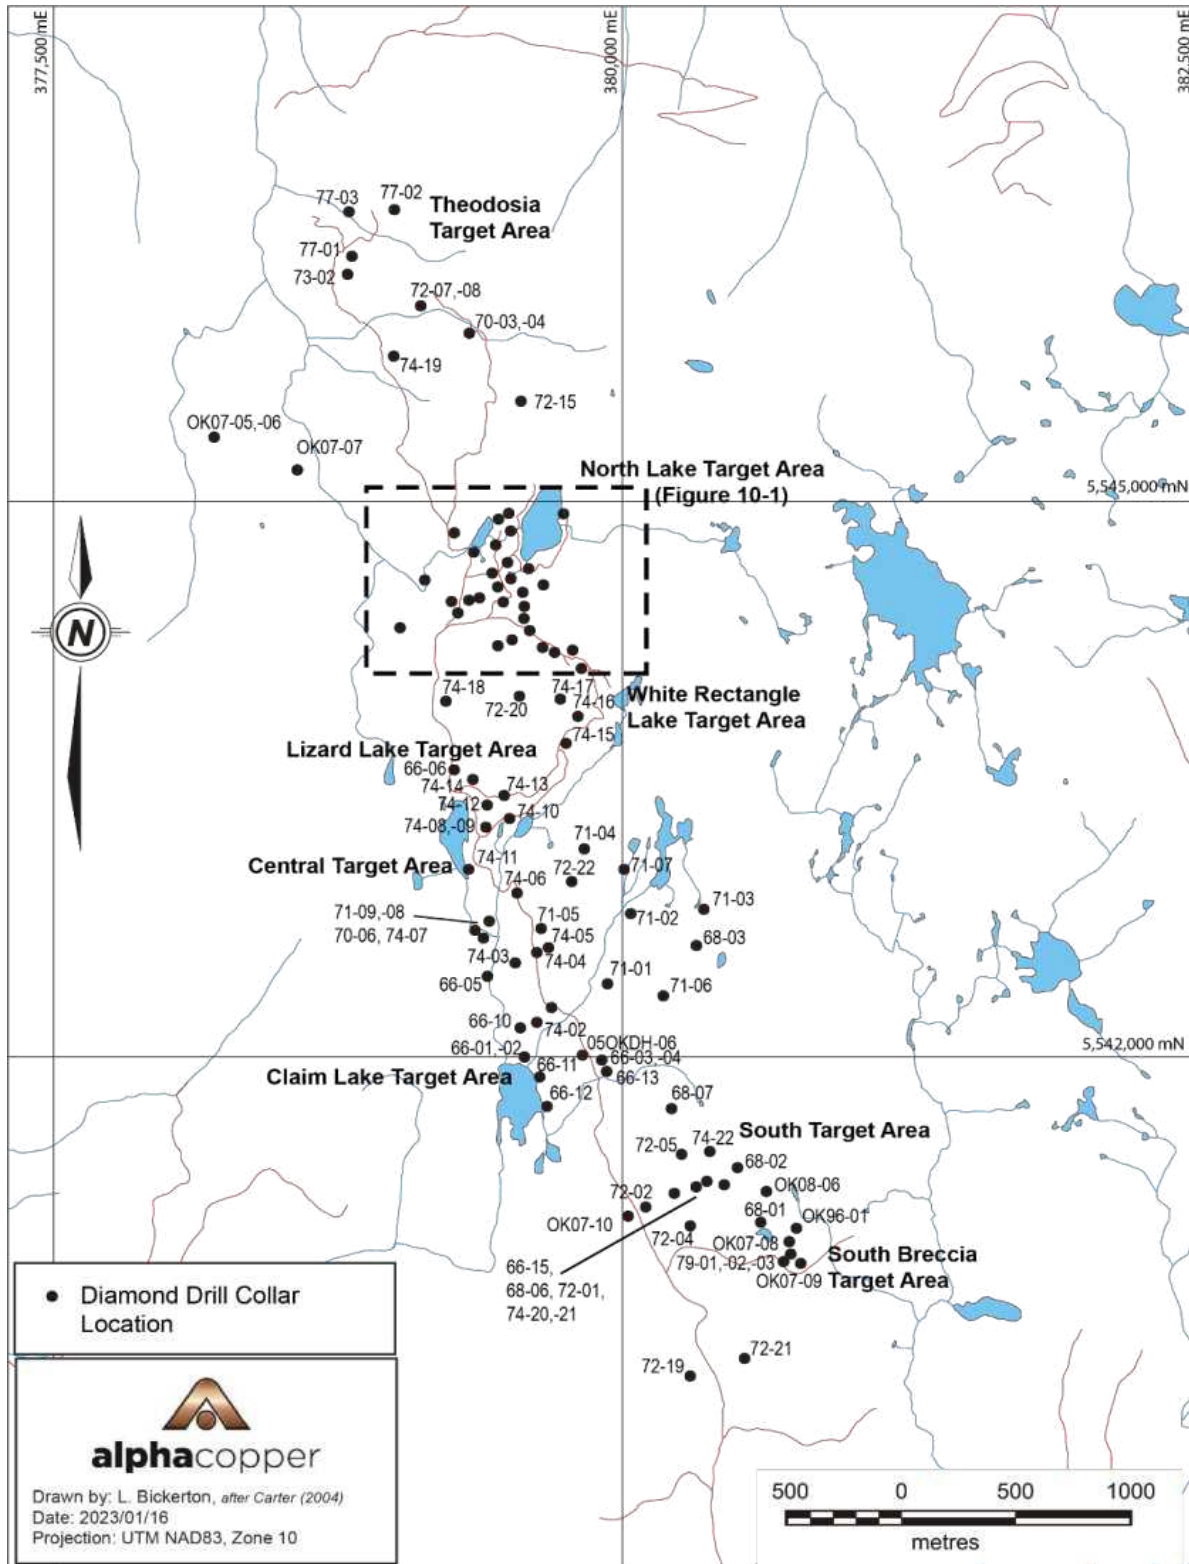 377,500 mE
380,000 mE
382,500 mE
77-03
77-02
Theodosia
Target Area
77-01
73-02
72-07,-08
70-03,-04
74-19
72-15
OK07-05,-06
OK07-07
North Lake Target Area
(Figure 10-1)
5,545,000 mN
N
74-18
72-20
74-17
74-16
White Rectangle
Lake Target Area
74-15
Lizard Lake Target Area
66-06
74-14
74-13
74-12
74-10
74-08,-09
71-04
Central Target Area
74-11
74-06
72-22
71-07
71-09,-08
70-06, 74-07
71-05
71-02
71-03
74-05
68-03
74-03
74-04
66-05
71-01
71-06
66-10
74-02
05OKDH-06
66-01,-02
66-11
66-03,-04
5,542,000 mN
Claim Lake Target Area
66-13
66-12
68-07
South Target Area
72-05
74-22
68-02
OK08-06
72-02
68-01
OK96-01
OK07-10
72-04
OK07-08
79-01,-02,-03
South Breccia
Target Area
OK07-09
66-15,
68-06, 72-01,
74-20,-21
Diamond Drill Collar
Location
72-21
72-19
alphacopper
Drawn by: L. Bickerton, after Carter (2004)
Date: 2023/01/16
Projection: UTM NAD83, Zone 10
500 0 500 1000
metres